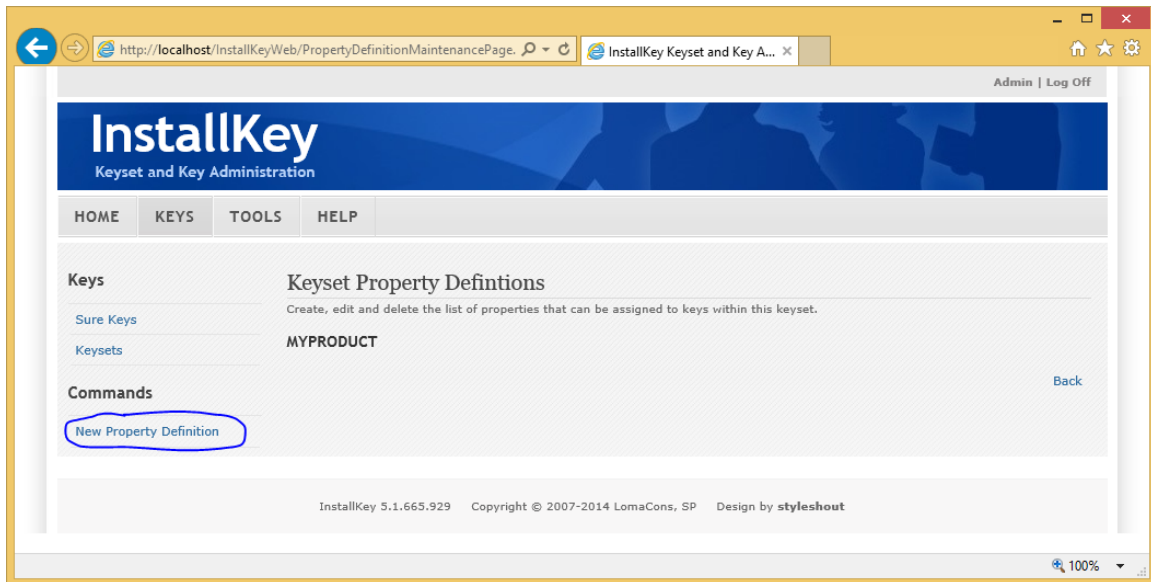 http://localhost/InstallKeyWeb/PropertyDefinitionMaintenancePage.
InstallKey Keyset and Key A...
Admin | Log Off
InstallKey
Keyset and Key Administration
HOME KEYS TOOLS HELP
Keys
Sure Keys
Keysets
Commands
New Property Definition
Keyset Property Defintions
Create, edit and delete the list of properties that can be assigned to keys within this keyset.
MYPRODUCT
Back
InstallKey 5.1.665.929 Copyright © 2007-2014 LomaCons, SP Design by styleshout
100%